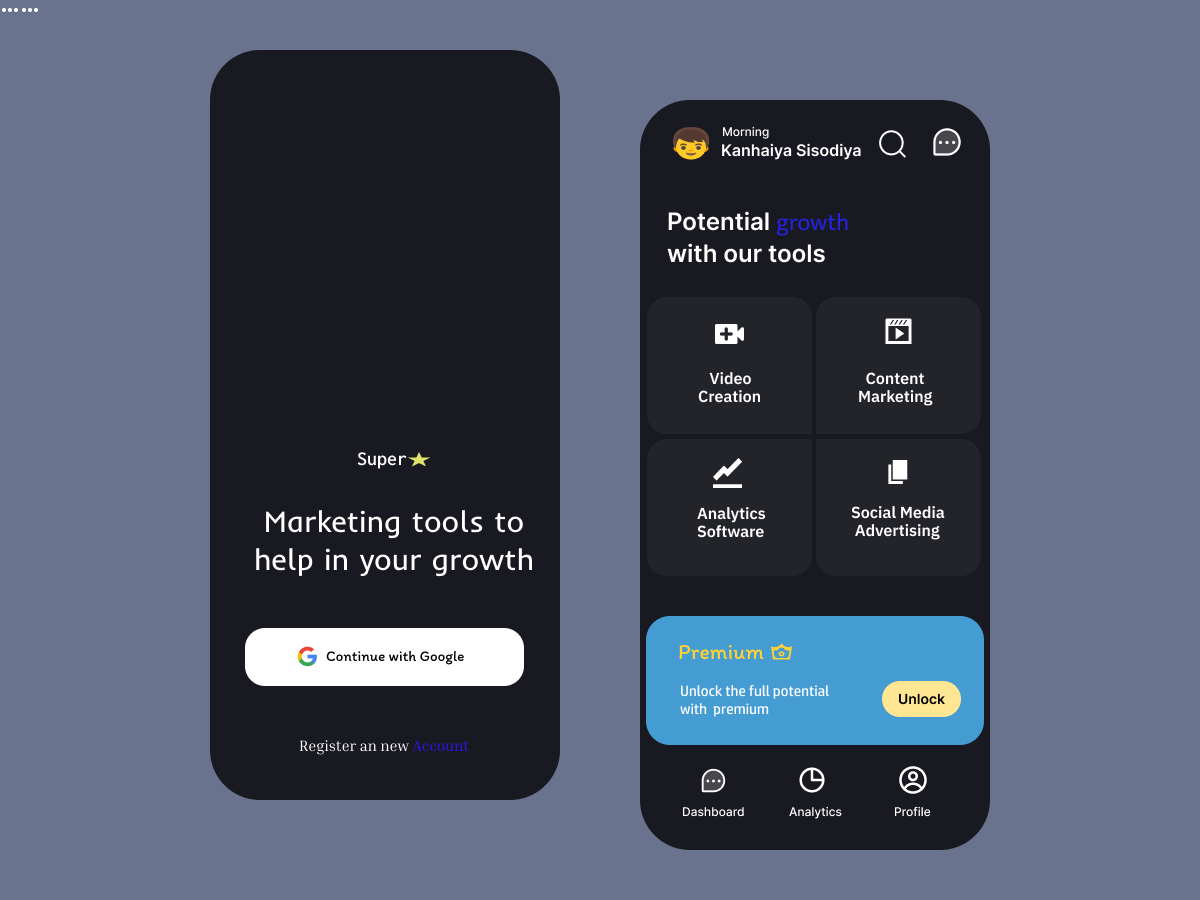 Super
Marketing tools to
help in your growth
Continue with Google
Register an new Account
Morning
Kanhaiya Sisodiya
Potential growth
with our tools
Video
Creation
Content
Marketing
Analytics
Software
Social Media
Advertising
Premium
Unlock the full potential
with premium
Unlock
Dashboard
Analytics
Profile